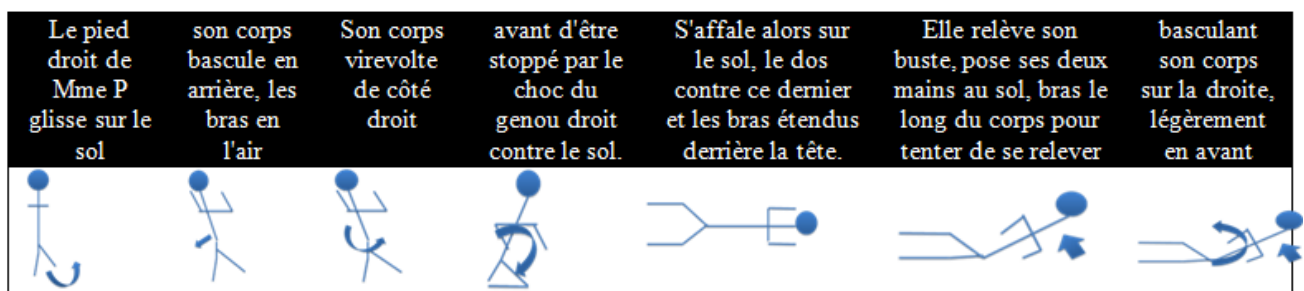 Le pied
droit de
Mme P
glisse sur le
sol
son corps
bascule en
arrière, les
bras en
l'air
Son corps
virevolte
de côté
droit
avant d'être
stoppé par le
choc du
genou droit
contre le sol.
S'affale alors sur
le sol, le dos
contre ce dernier
et les bras étendus
derrière la tête.
Elle relève son
buste, pose ses deux
mains au sol, bras le
long du corps pour
tenter de se relever
basculant
son corps
sur la droite,
légèrement
en avant